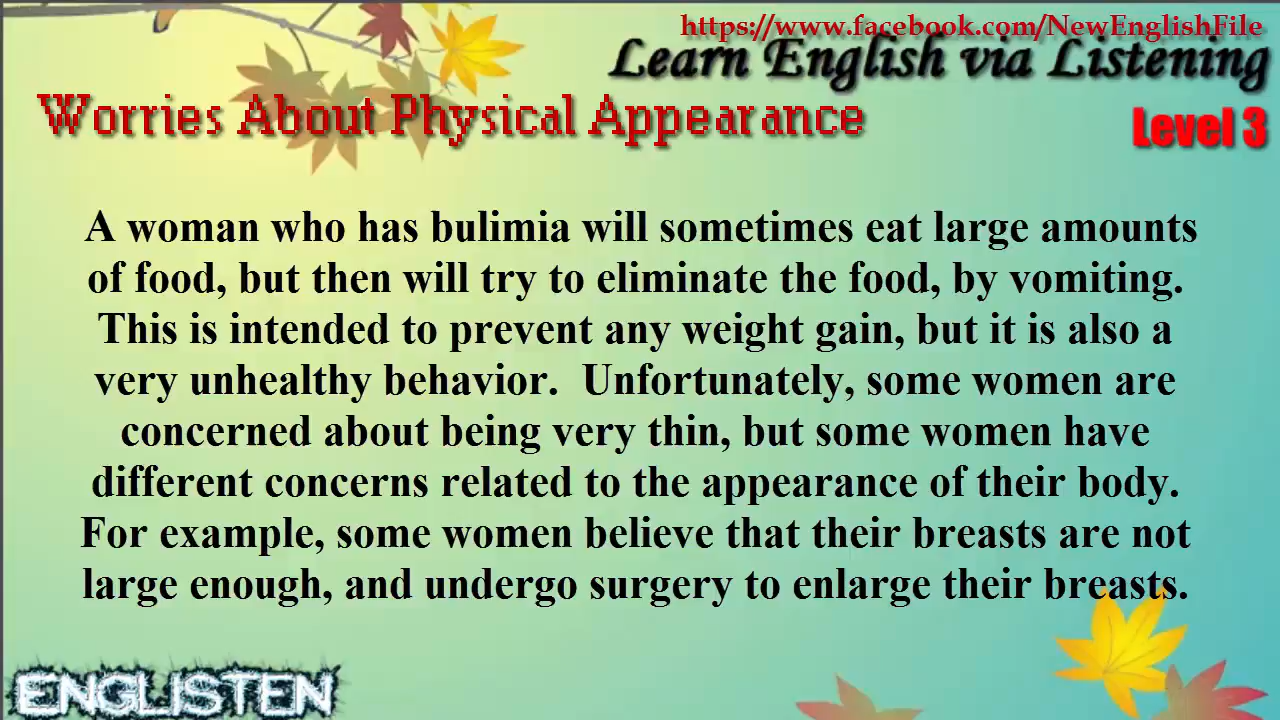 https://www.facebook.com/NewEnglishFile
Learn English via Listening
Worries About Physical Appearance
Level 3
A woman who has bulimia will sometimes eat large amounts
of food, but then will try to eliminate the food, by vomiting.
This is intended to prevent any weight gain, but it is also a
very unhealthy behavior.  Unfortunately, some women are
concerned about being very thin, but some women have
different concerns related to the appearance of their body.
For example, some women believe that their breasts are not
large enough, and undergo surgery to enlarge their breasts.
ENGLISTEN